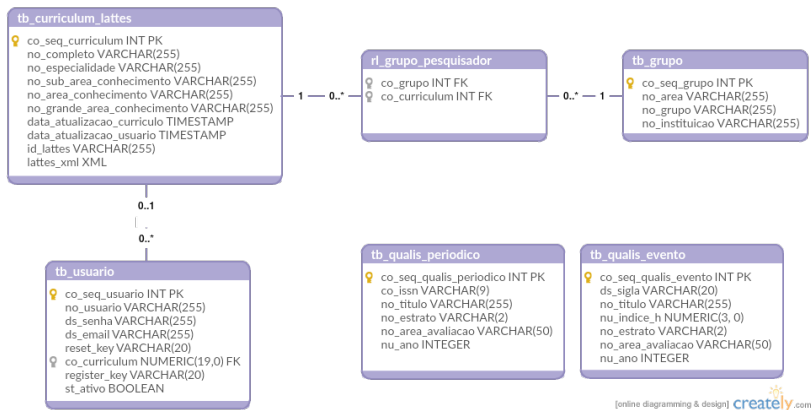 tb_curriculum_lattes
co_seq_curriculum INT PK
no_completo VARCHAR(255)
no_especialidade VARCHAR(255)
no_sub_area_conhecimento VARCHAR(255)
no_area_conhecimento VARCHAR(255)
no_grande_area_conhecimento VARCHAR(255)
data_atualizacao_curriculo TIMESTAMP
data_atualizacao_usuario TIMESTAMP
id_lattes VARCHAR(255)
lattes_xml XML
1
0..*
rl_grupo_pesquisador
co_grupo INT FK
co_curriculum INT FK
0..*
1
tb_grupo
co_seq_grupo INT PK
no_area VARCHAR(255)
no_grupo VARCHAR(255)
no_instituicao VARCHAR(255)
0..1
0..*
tb_usuario
co_seq_usuario INT PK
no_usuario VARCHAR(255)
ds_senha VARCHAR(255)
ds_email VARCHAR(255)
reset_key VARCHAR(20)
co_curriculum NUMERIC(19,0) FK
register_key VARCHAR(20)
st_ativo BOOLEAN
tb_qualis_periodico
co_seq_qualis_periodico INT PK
co_issn VARCHAR(9)
no_titulo VARCHAR(255)
no_estrato VARCHAR(2)
no_area_avaliacao VARCHAR(50)
nu_ano INTEGER
tb_qualis_evento
co_seq_qualis_evento INT PK
ds_sigla VARCHAR(20)
no_titulo VARCHAR(255)
nu_indice_h NUMERIC(3, 0)
no_estrato VARCHAR(2)
no_area_avaliacao VARCHAR(50)
nu_ano INTEGER
[online diagramming & design] creately.com